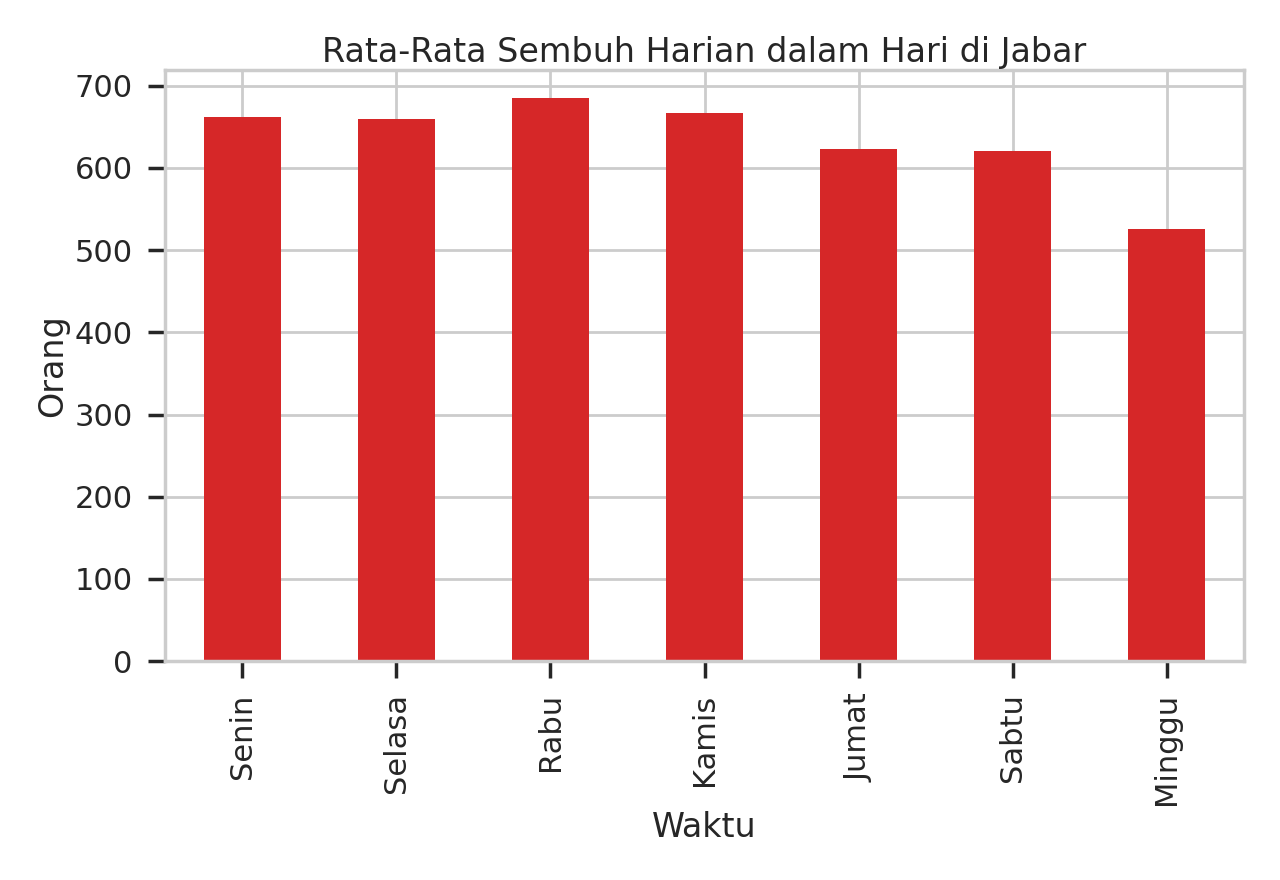 Rata-Rata Sembuh Harian dalam Hari di Jabar
Orang
700
600
500
400
300
200
100
0
Senin
Selasa
Rabu
Kamis
Jumat
Sabtu
Minggu
Waktu